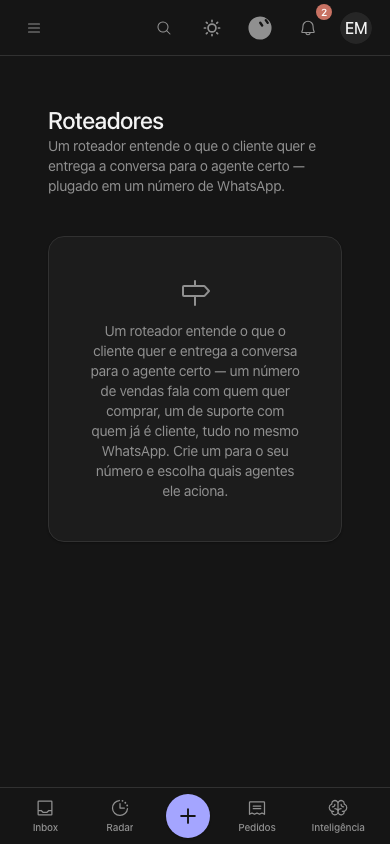 2
EM
Roteadores
Um roteador entende o que o cliente quer e
entrega a conversa para o agente certo —
plugado em um número de WhatsApp.
Um roteador entende o que o
cliente quer e entrega a conversa
para o agente certo — um número
de vendas fala com quem quer
comprar, um de suporte com
quem já é cliente, tudo no mesmo
WhatsApp. Crie um para o seu
número e escolha quais agentes
ele aciona.
Inbox
Radar
Pedidos
Inteligência